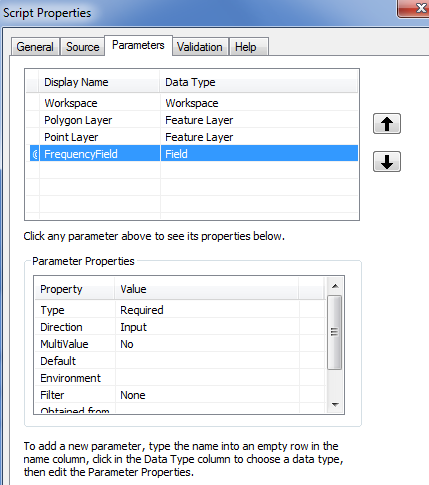 Script Properties
General Source Parameters Validation Help
Display Name Data Type
Workspace Workspace
Polygon Layer Feature Layer
Point Layer Feature Layer
FrequencyField Field
Click any parameter above to see its properties below.
Parameter Properties
Property Value
Type Required
Direction Input
MultiValue No
Default
Environment
Filter None
Obtained from
To add a new parameter, type the name into an empty row in the
name column, click in the Data Type column to choose a data type,
then edit the Parameter Properties.